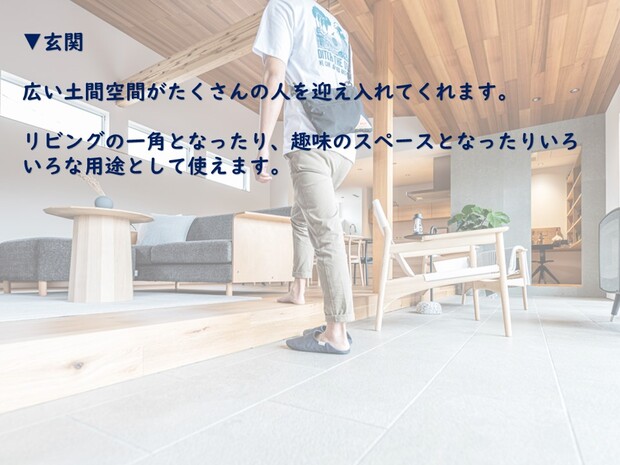 ▼玄関
広い土間空間がたくさんの人を迎え入れてくれます。
リビングの一角となったり、趣味のスペースとなったりいろ
いろな用途として使えます。